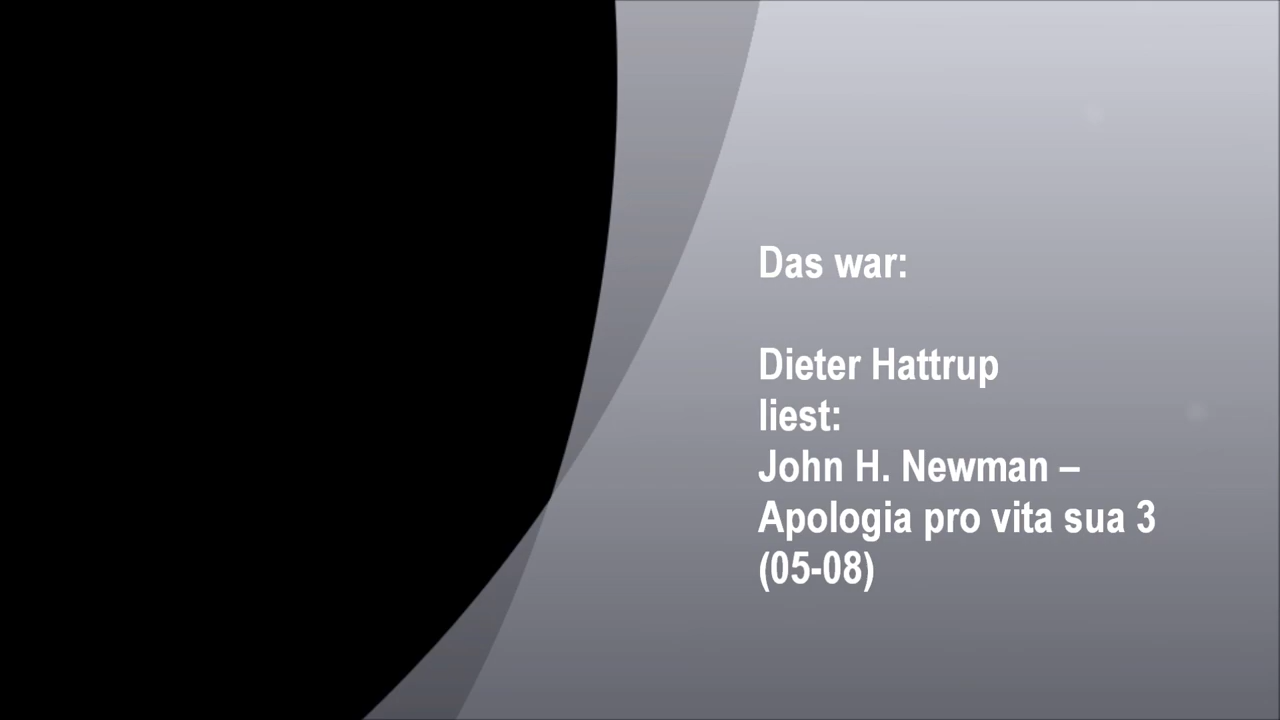 Das war:
Dieter Hattrup
liest:
John H. Newman –
Apologia pro vita sua 3
(05-08)